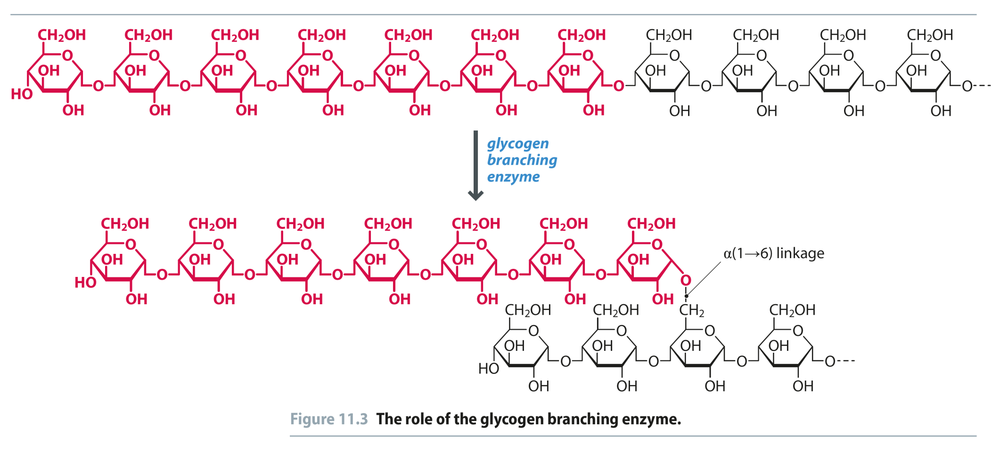 CH₂OH CH₂OH CH₂OH CH₂OH CH₂OH CH₂OH CH₂OH CH₂OH CH₂OH CH₂OH CH₂OH
O O O O O O O O O O O
OH OH OH OH OH OH OH OH OH OH OH
HO O O O O O O O O O O O
OH OH OH OH OH OH OH OH OH OH OH
glycogen
branching
enzyme
CH₂OH CH₂OH CH₂OH CH₂OH CH₂OH CH₂OH CH₂OH
O O O O O O O
α(1→6) linkage
OH OH OH OH OH OH OH
HO O O O O O O O
OH OH OH OH OH OH OH
CH₂OH CH₂OH CH₂ CH₂OH
O O O O
OH OH OH OH
HO O O O O
OH OH OH OH
Figure 11.3 The role of the glycogen branching enzyme.